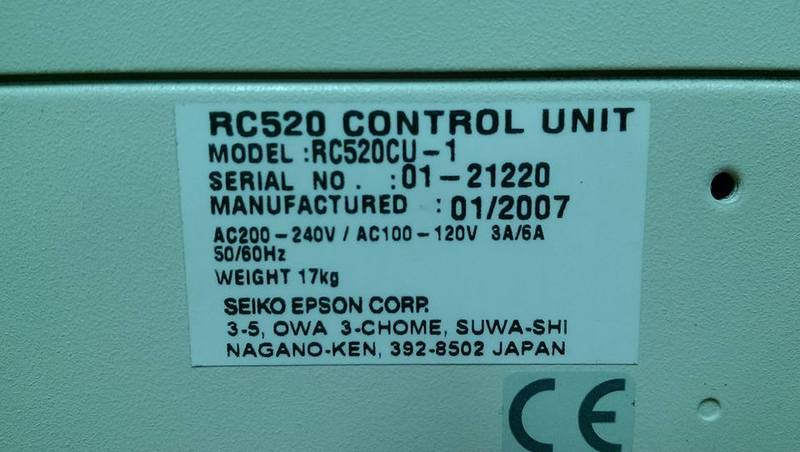 RC520 CONTROL UNIT
MODEL :RC520CU-1
SERIAL NO. :01-21220
MANUFACTURED :01/2007
AC200-240V / AC100-120V 3A/6A
50/60Hz
WEIGHT 17kg
SEIKO EPSON CORP.
3-5, OWA 3-CHOME, SUWA-SHI
NAGANO-KEN, 392-8502 JAPAN
CE